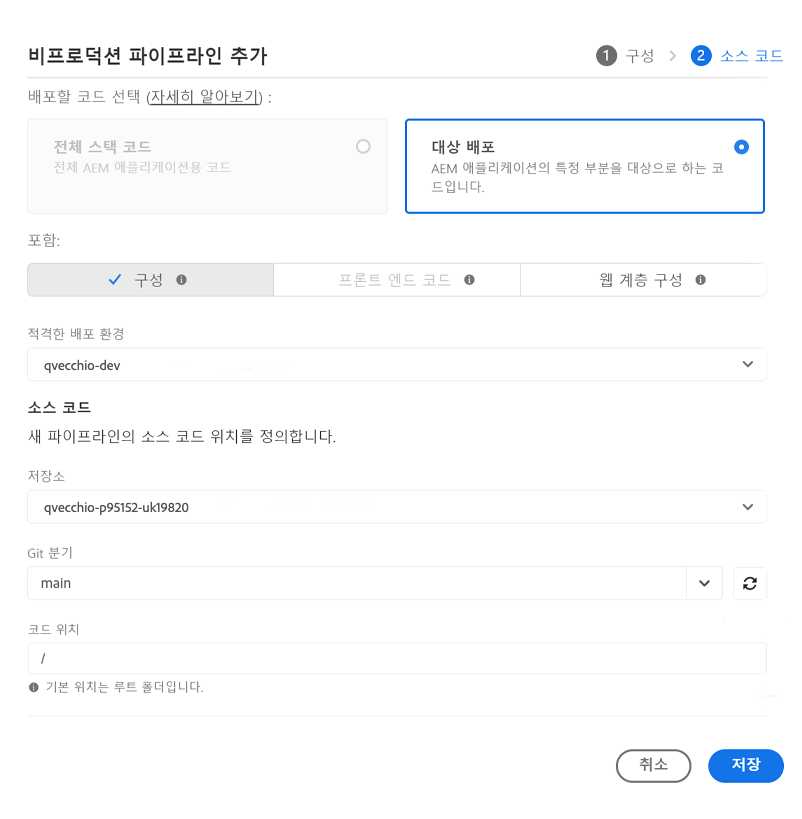 비프로덕션 파이프라인 추가
1 구성 > 2 소스 코드
배포할 코드 선택 (자세히 알아보기) :
전체 스택 코드
전체 AEM 애플리케이션용 코드
대상 배포
AEM 애플리케이션의 특정 부분을 대상으로 하는 코
드입니다.
포함:
구성
프론트 엔드 코드
웹 계층 구성
적격한 배포 환경
qvecchio-dev
소스 코드
새 파이프라인의 소스 코드 위치를 정의합니다.
저장소
qvecchio-p95152-uk19820
Git 분기
main
코드 위치
/
기본 위치는 루트 폴더입니다.
취소
저장